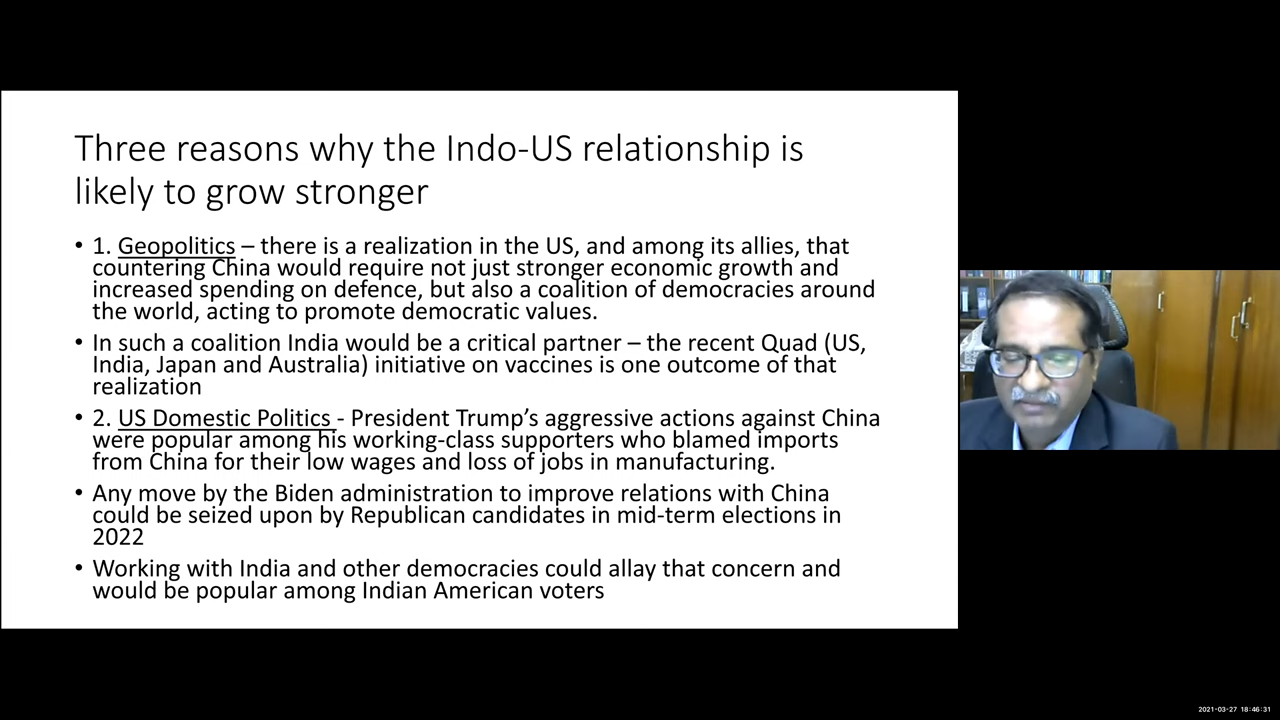 Three reasons why the Indo-US relationship is
likely to grow stronger
• 1. Geopolitics – there is a realization in the US, and among its allies, that
countering China would require not just stronger economic growth and
increased spending on defence, but also a coalition of democracies around
the world, acting to promote democratic values.
• In such a coalition India would be a critical partner – the recent Quad (US,
India, Japan and Australia) initiative on vaccines is one outcome of that
realization
• 2. US Domestic Politics - President Trump’s aggressive actions against China
were popular among his working-class supporters who blamed imports
from China for their low wages and loss of jobs in manufacturing.
• Any move by the Biden administration to improve relations with China
could be seized upon by Republican candidates in mid-term elections in
2022
• Working with India and other democracies could allay that concern and
would be popular among Indian American voters
2021-03-27 18:46:31